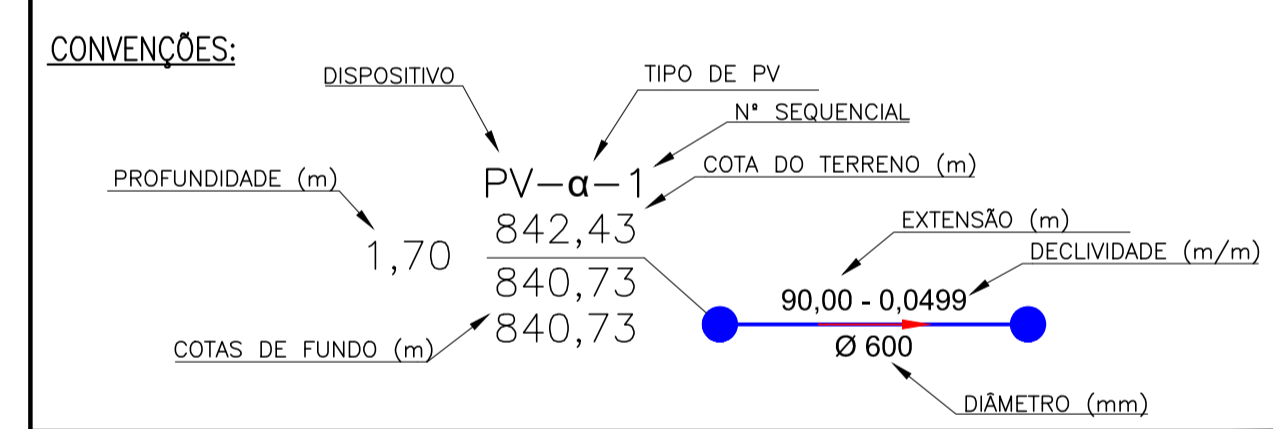 CONVENÇÕES:
DISPOSITIVO
TIPO DE PV
Nº SEQUENCIAL
PROFUNDIDADE (m)
PV-α-1
COTA DO TERRENO (m)
842,43
1,70
840,73
840,73
COTAS DE FUNDO (m)
EXTENSÃO (m)
DECLIVIDADE (m/m)
90,00 - 0,0499
Ø 600
DIÂMETRO (mm)